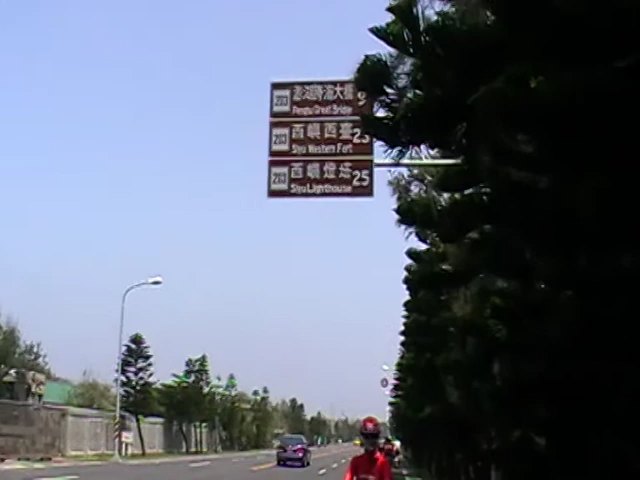 203 澎湖跨海大橋 9
Penghu Great Bridge
203 西嶼西臺 23
Siyu Western Fort
203 西嶼燈塔 25
Siyu Lighthouse